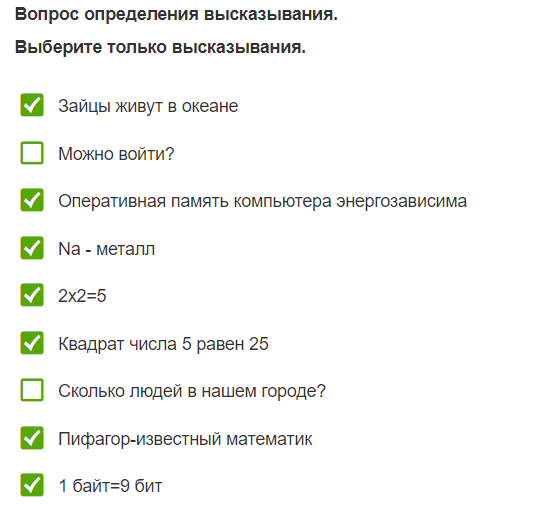 Вопрос определения высказывания.
Выберите только высказывания.
Зайцы живут в океане
Можно войти?
Оперативная память компьютера энергозависима
Na - металл
2x2=5
Квадрат числа 5 равен 25
Сколько людей в нашем городе?
Пифагор-известный математик
1 байт=9 бит